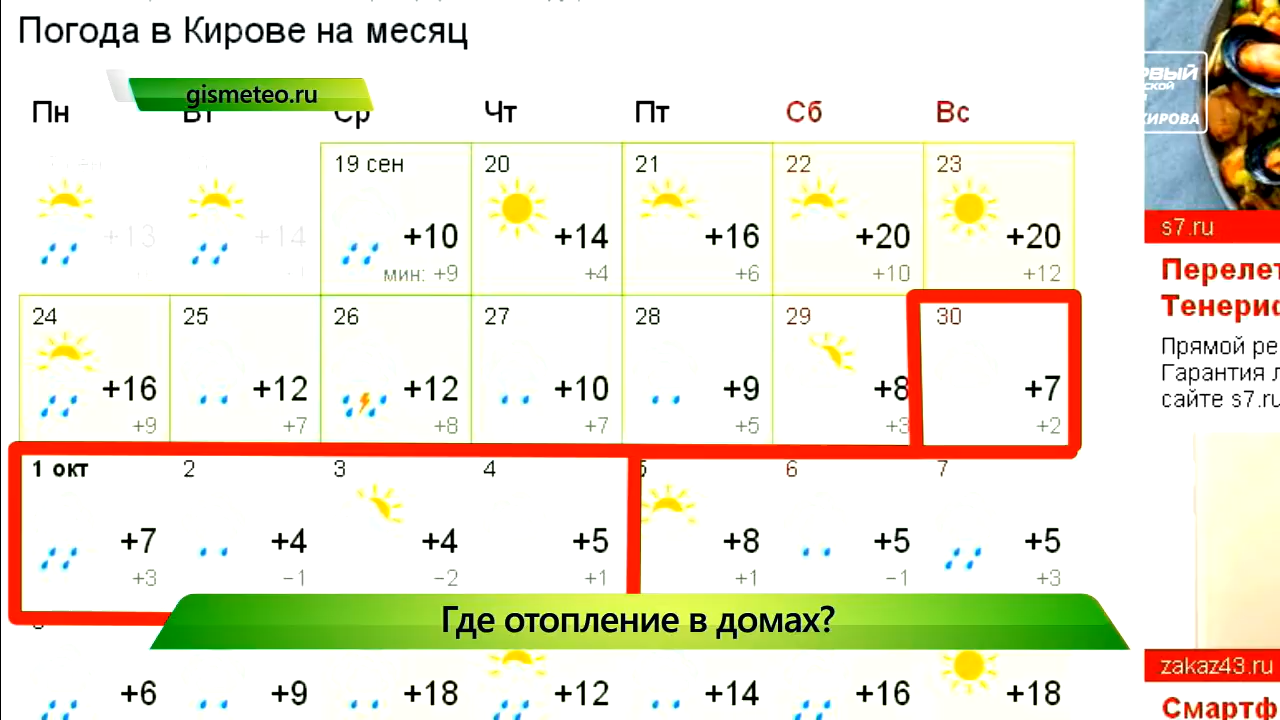 Погода в Кирове на месяц
gismeteo.ru
Пн Вт Ср Чт Пт Сб Вс
19 сен 20 21 22 23
+13 +14 +10 +14 +16 +20 +20
мин: +9 +4 +6 +10 +12
24 25 26 27 28 29 30
+16 +12 +12 +10 +9 +8 +7
+9 +7 +8 +7 +5 +3 +2
1 окт 2 3 4 5 6 7
+7 +4 +4 +5 +8 +5 +5
+3 −1 −2 +1 +1 −1 +3
Где отопление в домах?
+6 +9 +18 +12 +14 +16 +18
КИРОВА
s7.ru
Перелет
Тенериф
Прямой ре
Гарантия л
сайте s7.ru
zakaz43.ru
Смартф